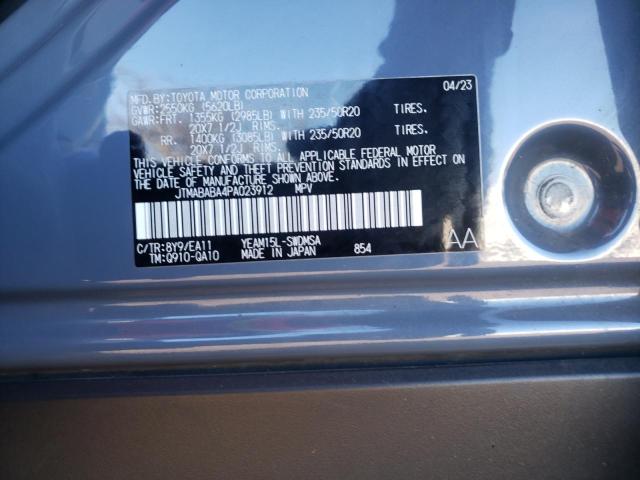 MFD.BY:TOYOTA MOTOR CORPORATION 04/23
GVWR:2550KG (5620LB)
GAWR:FRT. 1355KG (2985LB) WITH 235/50R20 TIRES.
20X7 1/2J RIMS.
RR. 1400KG (3085LB) WITH 235/50R20 TIRES.
20X7 1/2J RIMS.
THIS VEHICLE CONFORMS TO ALL APPLICABLE FEDERAL MOTOR
VEHICLE SAFETY AND THEFT PREVENTION STANDARDS IN EFFECT
ON THE DATE OF MANUFACTURE SHOWN ABOVE.
JTMABABA4PA023912 MPV
C/TR:8Y9/EA11 YEAM15L-SWDMSA AA
TM:Q910-QA10 MADE IN JAPAN 854